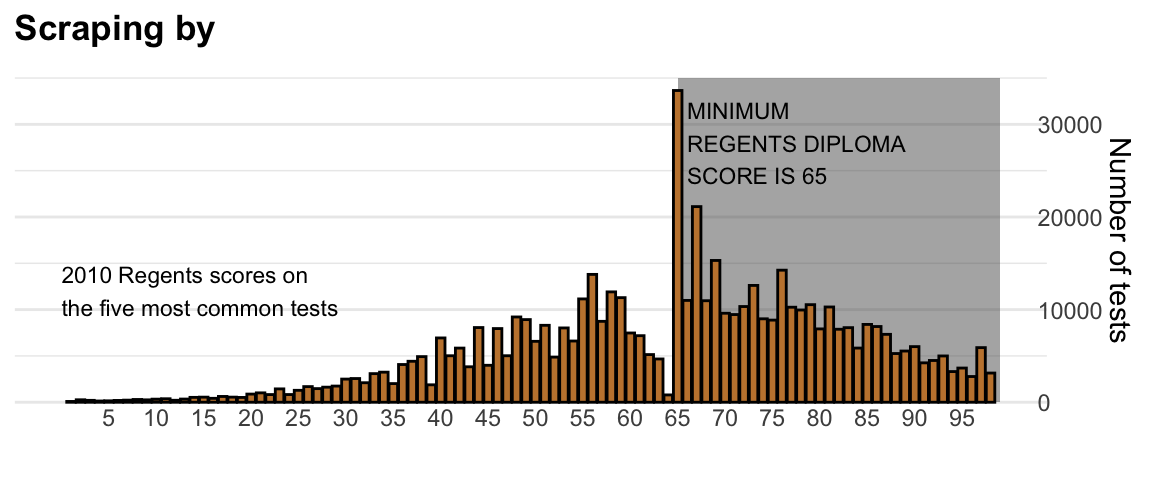 Scraping by
MINIMUM
REGENTS DIPLOMA
SCORE IS 65
2010 Regents scores on
the five most common tests
30000
20000
10000
0
Number of tests
5 10 15 20 25 30 35 40 45 50 55 60 65 70 75 80 85 90 95